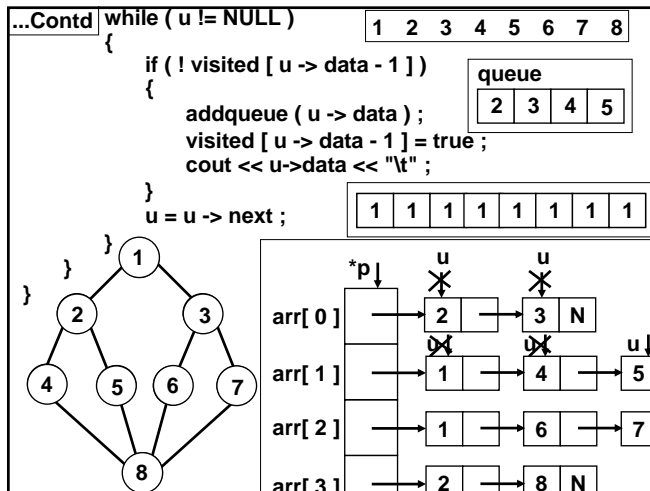 ...Contd
while ( u != NULL )
{
if ( ! visited [ u -> data - 1 ] )
{
addqueue ( u -> data ) ;
visited [ u -> data - 1 ] = true ;
cout << u->data << "\t" ;
}
u = u -> next ;
}
}
}
1 2 3 4 5 6 7 8
queue
2 3 4 5
1 1 1 1 1 1 1 1
1
2 3
4 5 6 7
8
*p u u
arr[ 0 ] 2 3 N
u u u
arr[ 1 ] 1 4 5
arr[ 2 ] 1 6 7
arr[ 3 ] 2 8 N